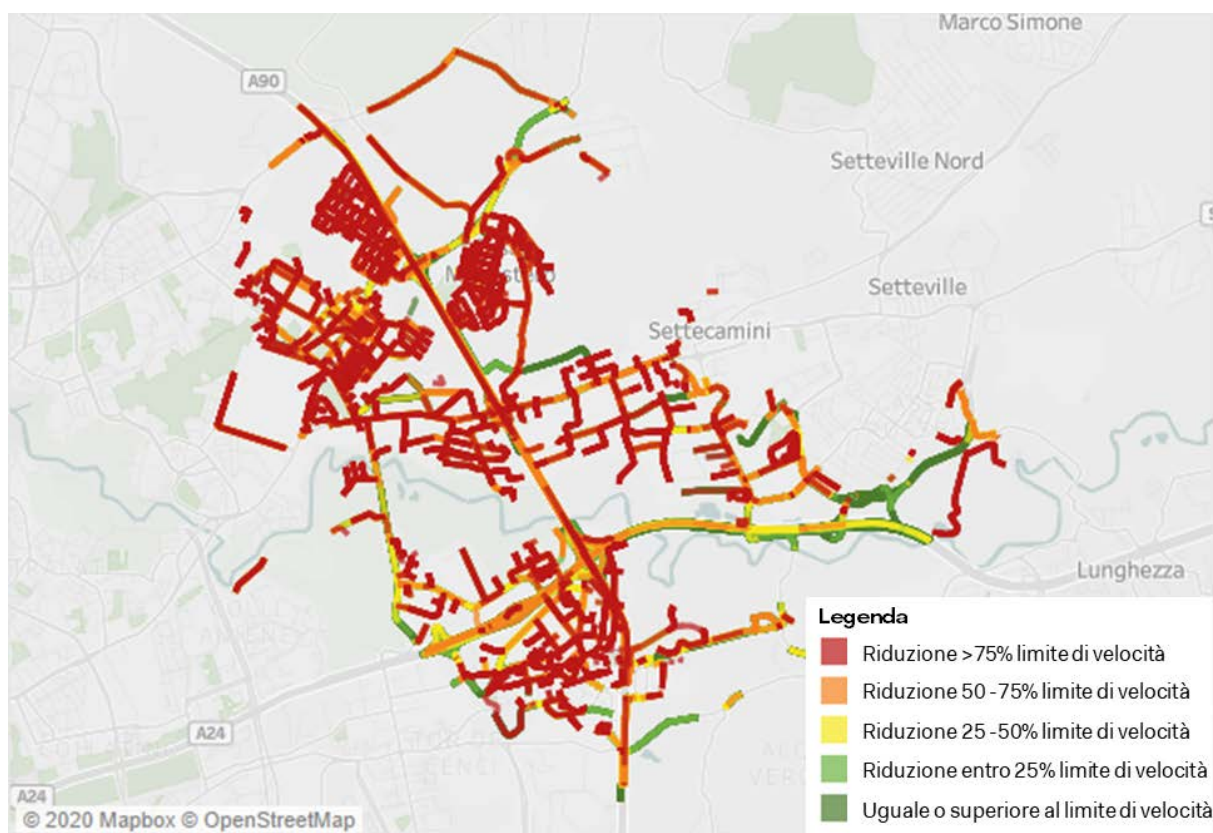 Marco Simone
A90
Setteville Nord
S
Setteville
Settecamini
Lunghezza
Legenda
Riduzione >75% limite di velocità
Riduzione 50 -75% limite di velocità
Riduzione 25 -50% limite di velocità
Riduzione entro 25% limite di velocità
Uguale o superiore al limite di velocità
A24
A24
© 2020 Mapbox © OpenStreetMap